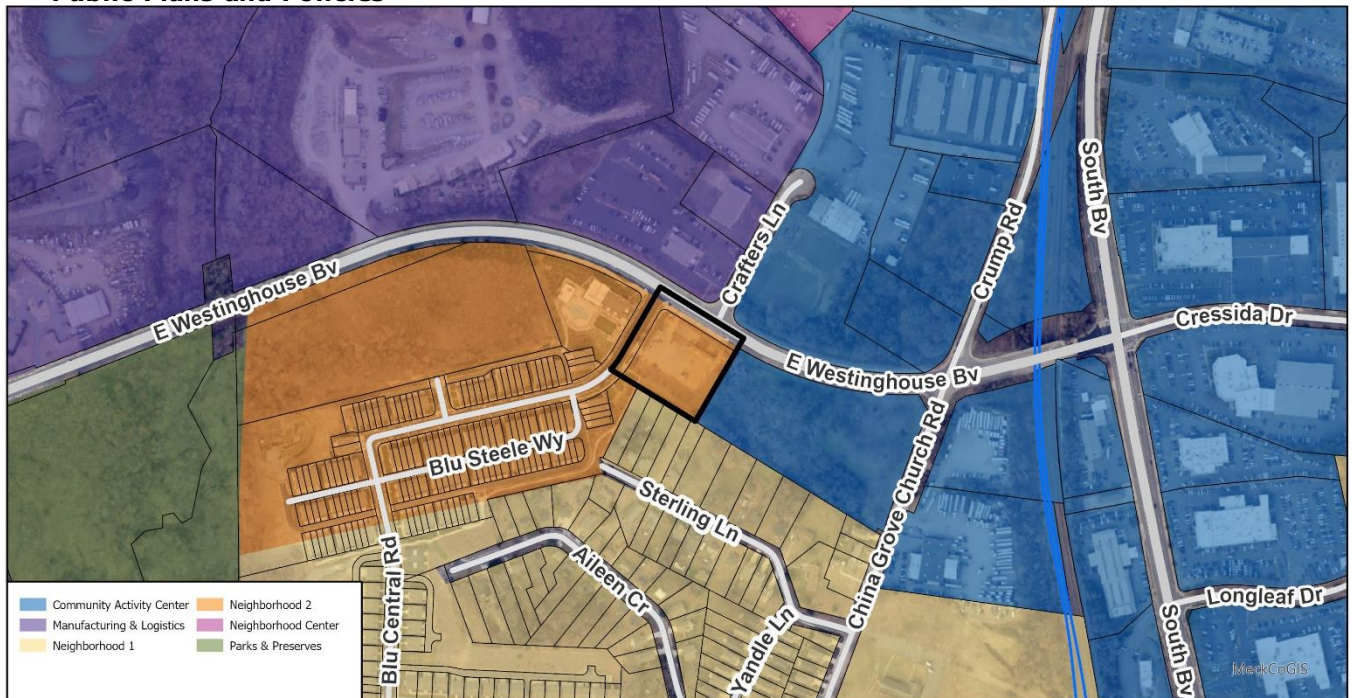 Public Plans and Policies
E Westinghouse Bv
Crafters Ln
Crump Rd
South Bv
Cressida Dr
E Westinghouse Bv
Blu Steele Wy
Sterling Ln
Aileen Cr
Blu Central Rd
Yandle Ln
China Grove Church Rd
Longleaf Dr
South Bv
Community Activity Center
Manufacturing & Logistics
Neighborhood 1
Neighborhood 2
Neighborhood Center
Parks & Preserves
MeckCoGIS